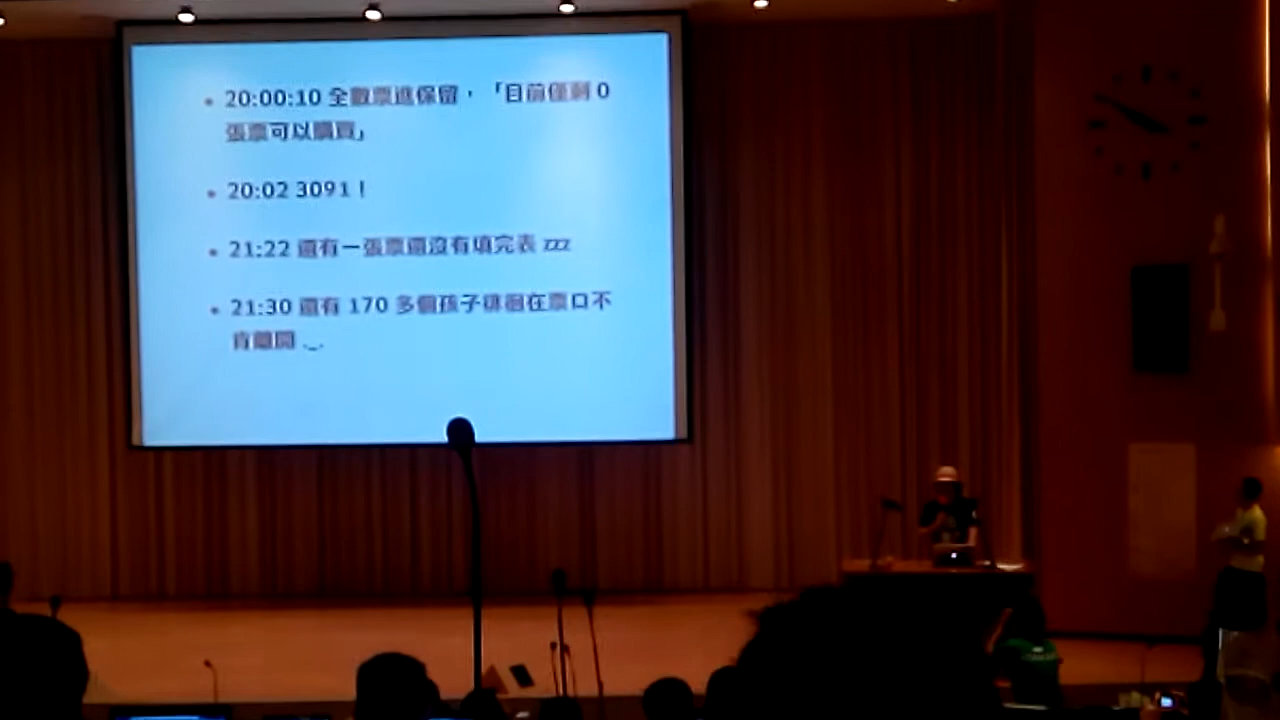 • 20:00:10 全數票進保留，「目前僅剩 0
張票可以購買」
• 20:02 3091！
• 21:22 還有一張票還沒有填完表 zzz
• 21:30 還有 170 多個孩子徘徊在票口不
肯離開 ._.